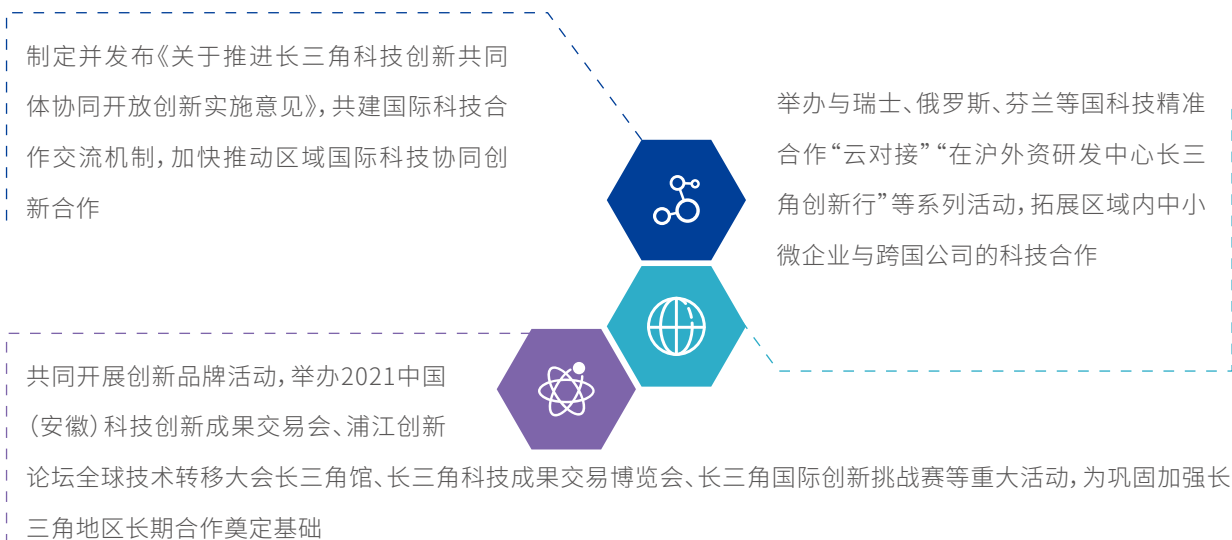 制定并发布《关于推进长三角科技创新共同
体协同开放创新实施意见》，共建国际科技合
作交流机制，加快推动区域国际科技协同创
新合作
举办与瑞士、俄罗斯、芬兰等国科技精准
合作“云对接”“在沪外资研发中心长三
角创新行”等系列活动，拓展区域内中小
微企业与跨国公司的科技合作
共同开展创新品牌活动，举办2021中国
（安徽）科技创新成果交易会、浦江创新
论坛全球技术转移大会长三角馆、长三角科技成果交易博览会、长三角国际创新挑战赛等重大活动，为巩固加强长
三角地区长期合作奠定基础